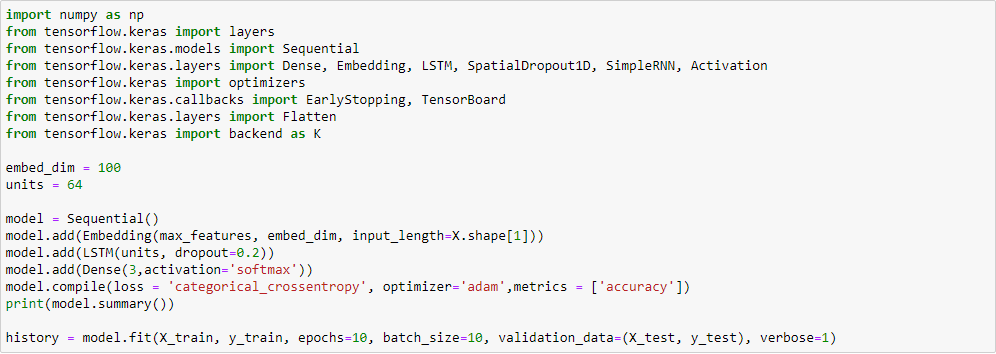 import numpy as np
from tensorflow.keras import layers
from tensorflow.keras.models import Sequential
from tensorflow.keras.layers import Dense, Embedding, LSTM, SpatialDropout1D, SimpleRNN, Activation
from tensorflow.keras import optimizers
from tensorflow.keras.callbacks import EarlyStopping, TensorBoard
from tensorflow.keras.layers import Flatten
from tensorflow.keras import backend as K

embed_dim = 100
units = 64

model = Sequential()
model.add(Embedding(max_features, embed_dim, input_length=X.shape[1]))
model.add(LSTM(units, dropout=0.2))
model.add(Dense(3,activation='softmax'))
model.compile(loss = 'categorical_crossentropy', optimizer='adam',metrics = ['accuracy'])
print(model.summary())

history = model.fit(X_train, y_train, epochs=10, batch_size=10, validation_data=(X_test, y_test), verbose=1)